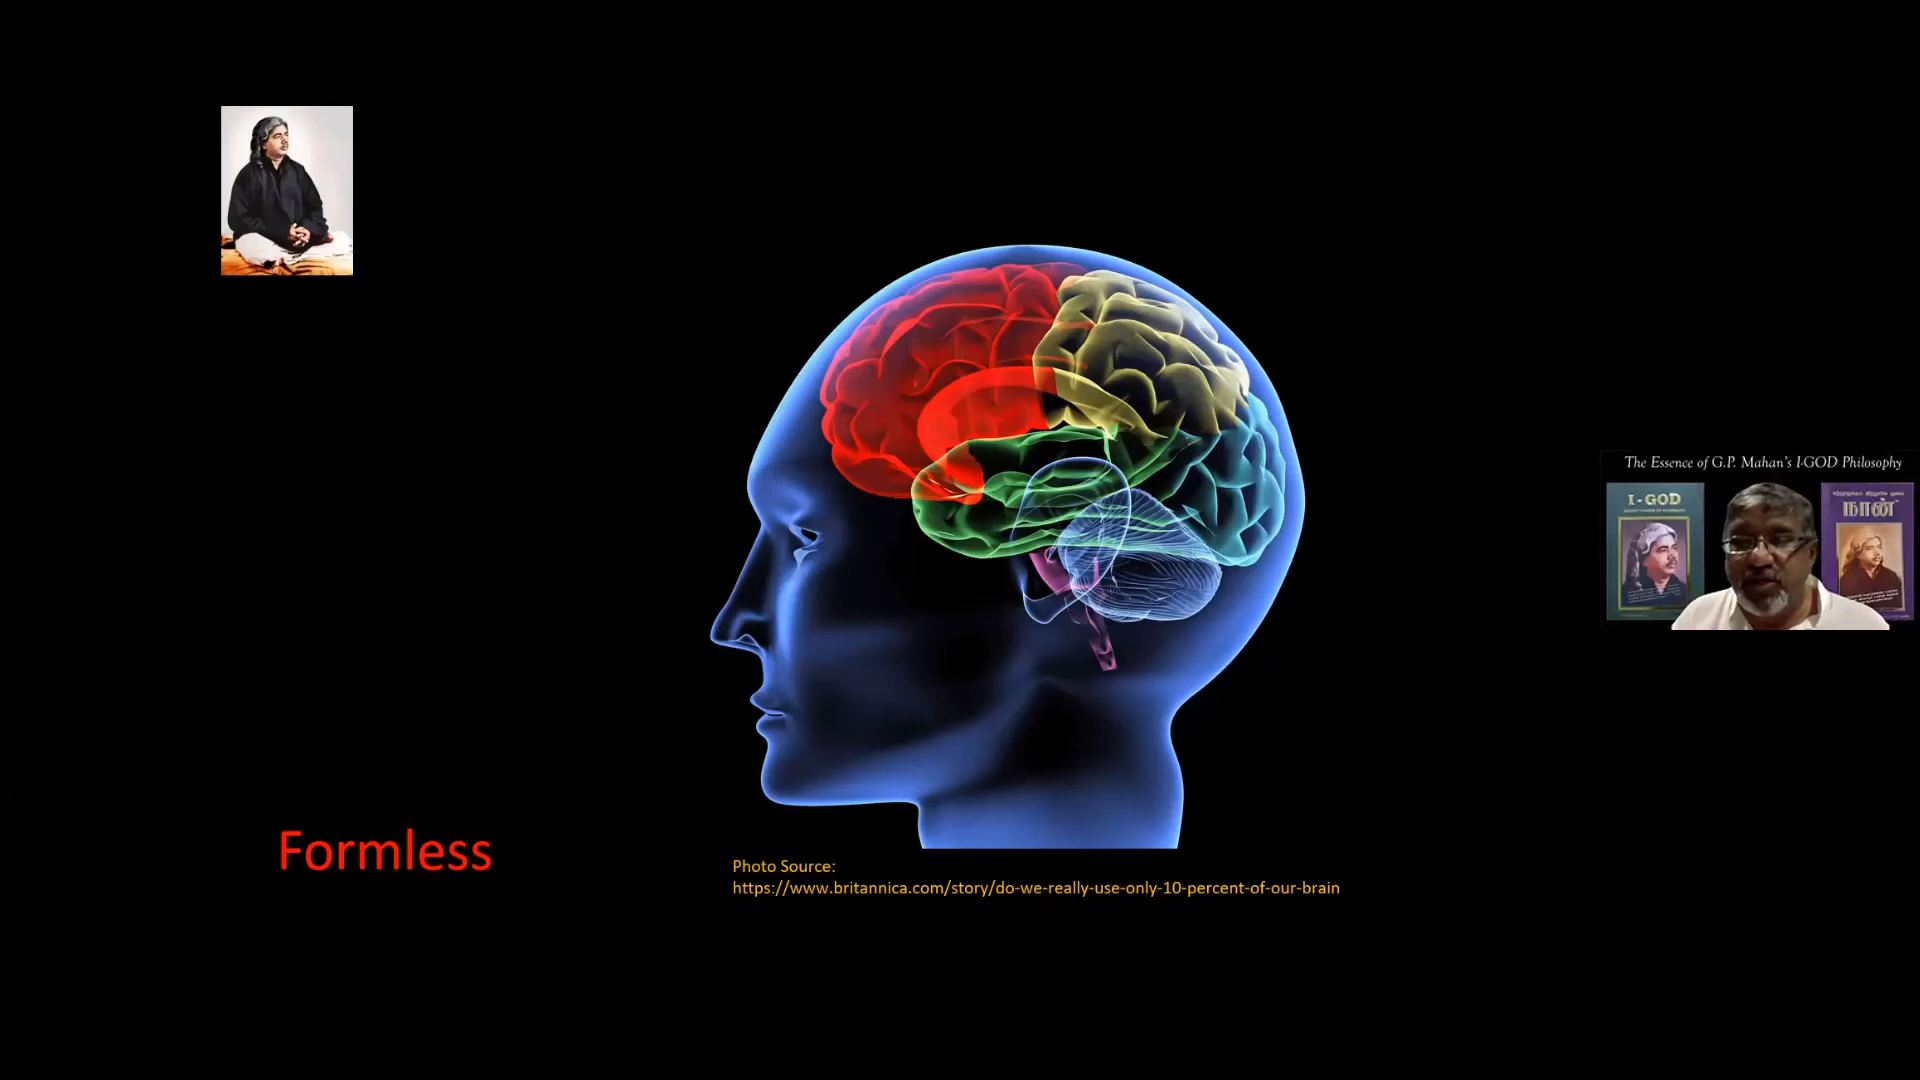 The Essence of G.P. Mahan's I-GOD Philosophy
I - GOD
நான்
Formless
Photo Source:
https://www.britannica.com/story/do-we-really-use-only-10-percent-of-our-brain